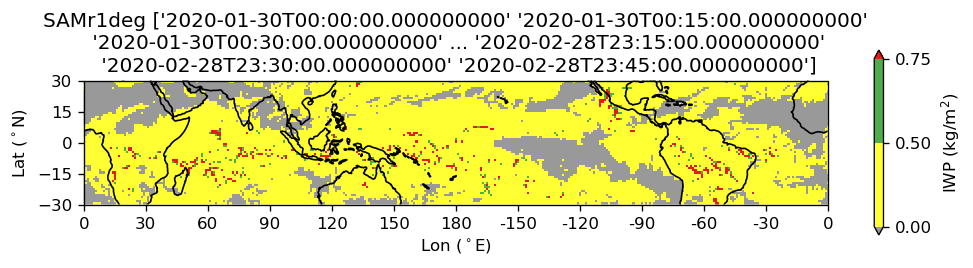 SAMr1deg ['2020-01-30T00:00:00.000000000' '2020-01-30T00:15:00.000000000'
'2020-01-30T00:30:00.000000000' ... '2020-02-28T23:15:00.000000000'
'2020-02-28T23:30:00.000000000' '2020-02-28T23:45:00.000000000']
30
15
0
−15
−30
Lat (°N)
0 30 60 90 120 150 180 -150 -120 -90 -60 -30 0
Lon (°E)
0.75
0.50
0.00
IWP (kg/m²)